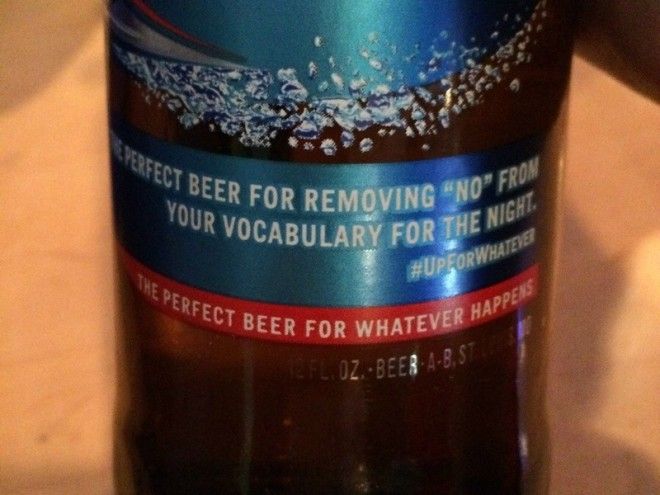 THE PERFECT BEER FOR REMOVING "NO" FROM
YOUR VOCABULARY FOR THE NIGHT.
#UPFORWHATEVER
THE PERFECT BEER FOR WHATEVER HAPPENS
12 FL. OZ.·BEER·A-B, ST.